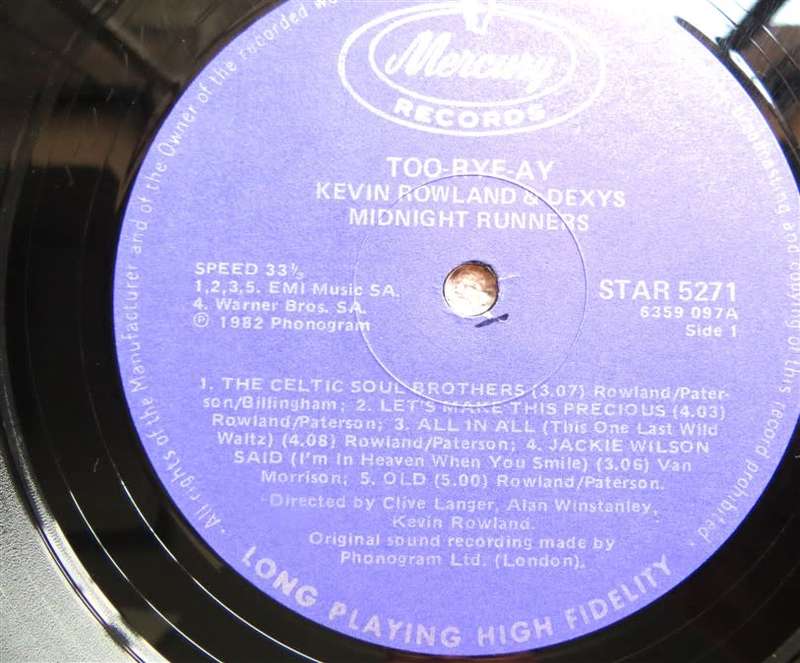 Mercury
RECORDS
TOO-RYE-AY
KEVIN ROWLAND & DEXYS
MIDNIGHT RUNNERS
SPEED 33⅓
1,2,3,5. EMI Music SA.
4. Warner Bros. SA.
Ⓟ 1982 Phonogram
STAR 5271
6359 097A
Side 1
1. THE CELTIC SOUL BROTHERS (3.07) Rowland/Pater-
son/Billingham; 2. LET'S MAKE THIS PRECIOUS (4.03)
Rowland/Paterson; 3. ALL IN ALL (This One Last Wild
Waltz) (4.08) Rowland/Paterson; 4. JACKIE WILSON
SAID (I'm In Heaven When You Smile) (3.06) Van
Morrison; 5. OLD (5.00) Rowland/Paterson.
Directed by Clive Langer, Alan Winstanley,
Kevin Rowland.
Original sound recording made by
Phonogram Ltd. (London).
· All rights of the Manufacturer and of the Owner of the recorded
Broadcasting and copying of this record prohibited ·
LONG PLAYING HIGH FIDELITY